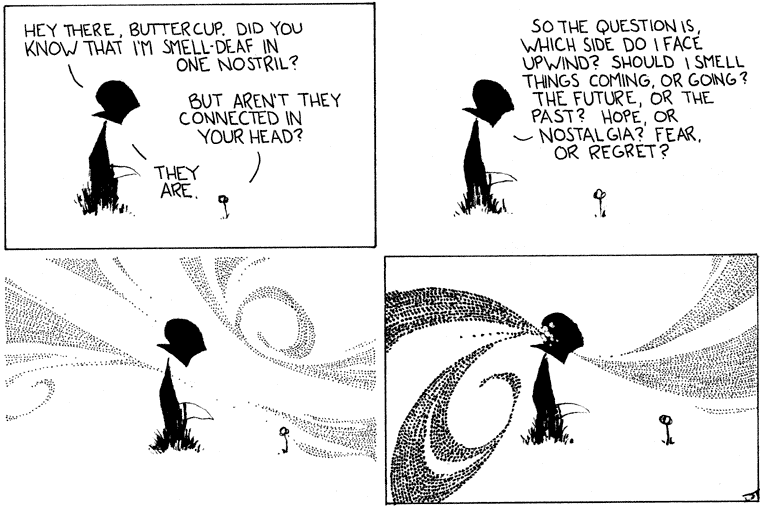 HEY THERE, BUTTERCUP. DID YOU
KNOW THAT I'M SMELL-DEAF IN
ONE NOSTRIL?
BUT AREN'T THEY
CONNECTED IN
YOUR HEAD?
THEY
ARE.
SO THE QUESTION IS,
WHICH SIDE DO I FACE
UPWIND? SHOULD I SMELL
THINGS COMING, OR GOING?
THE FUTURE, OR THE
PAST? HOPE, OR
NOSTALGIA? FEAR,
OR REGRET?